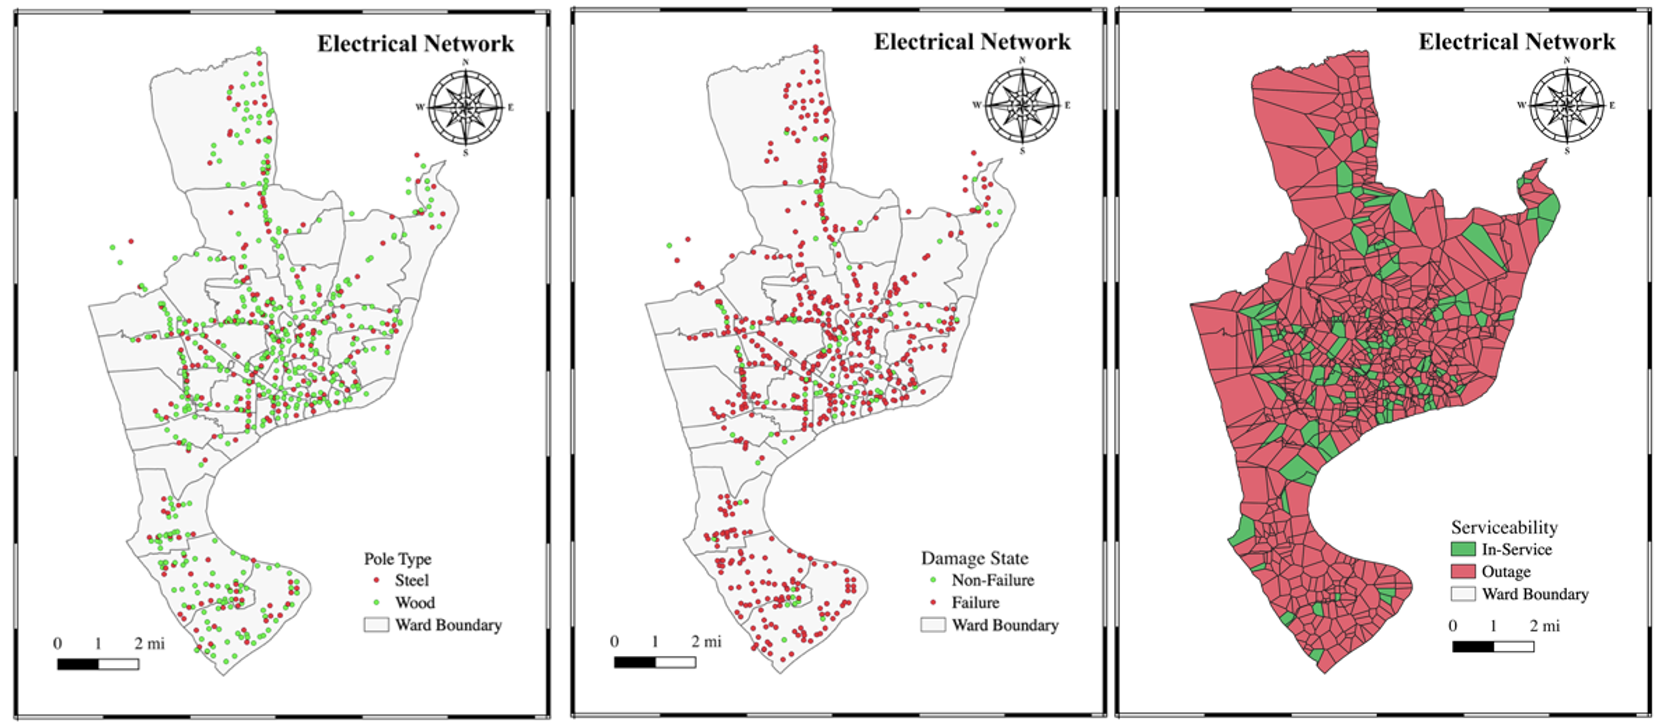 Electrical Network
N
W
E
S
Pole Type
Steel
Wood
Ward Boundary
0 1 2 mi
Electrical Network
N
W
E
S
Damage State
Non-Failure
Failure
Ward Boundary
0 1 2 mi
Electrical Network
N
W
E
S
Serviceability
In-Service
Outage
Ward Boundary
0 1 2 mi